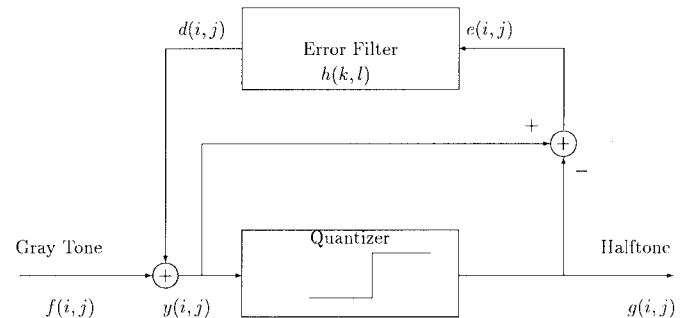 d(i, j)
e(i, j)
Error Filter
h(k, l)
+
+
−
Quantizer
Gray Tone
Halftone
+
f(i, j)
y(i, j)
g(i, j)